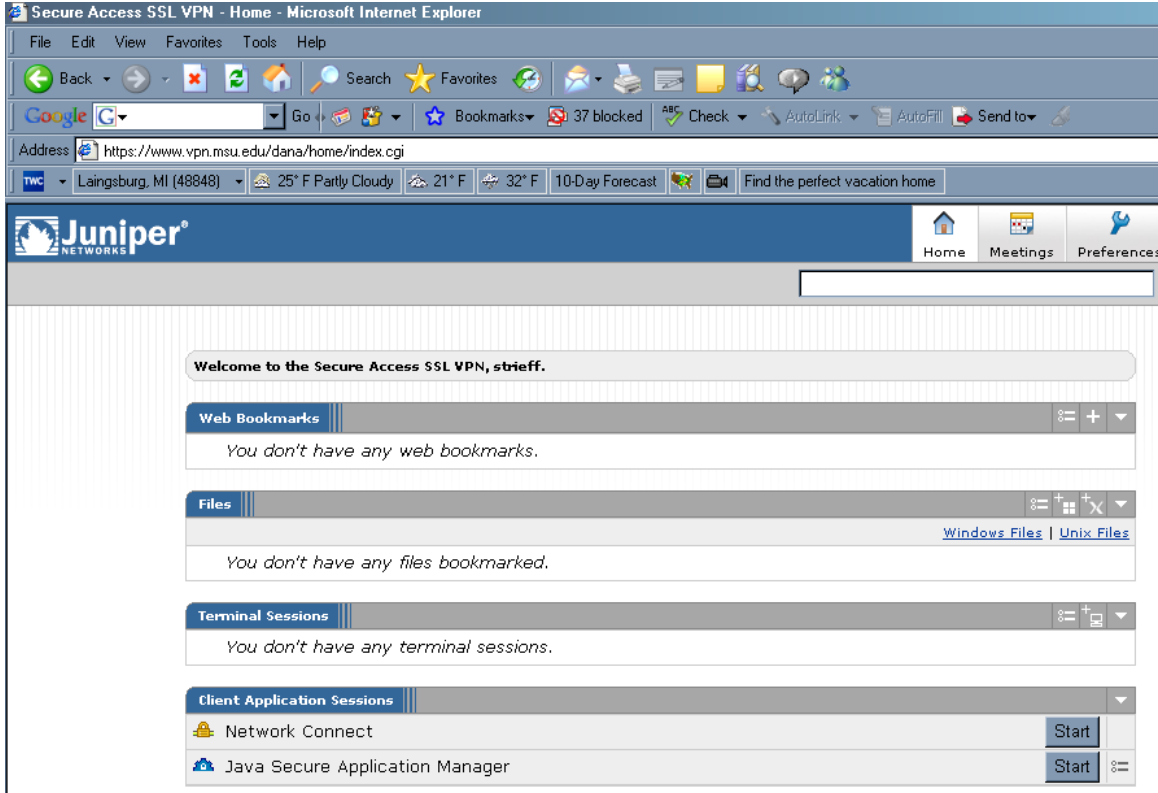 Secure Access SSL VPN - Home - Microsoft Internet Explorer
File Edit View Favorites Tools Help
Back Search Favorites
Google G Go Bookmarks 37 blocked ABC Check AutoLink AutoFill Send to
Address https://www.vpn.msu.edu/dana/home/index.cgi
TWC Laingsburg, MI (48848) 25° F Partly Cloudy 21° F 32° F 10-Day Forecast Find the perfect vacation home
Juniper®
NETWORKS
Home Meetings Preferences
Welcome to the Secure Access SSL VPN, strieff.
Web Bookmarks
You don't have any web bookmarks.
Files
Windows Files | Unix Files
You don't have any files bookmarked.
Terminal Sessions
You don't have any terminal sessions.
Client Application Sessions
Network Connect Start
Java Secure Application Manager Start